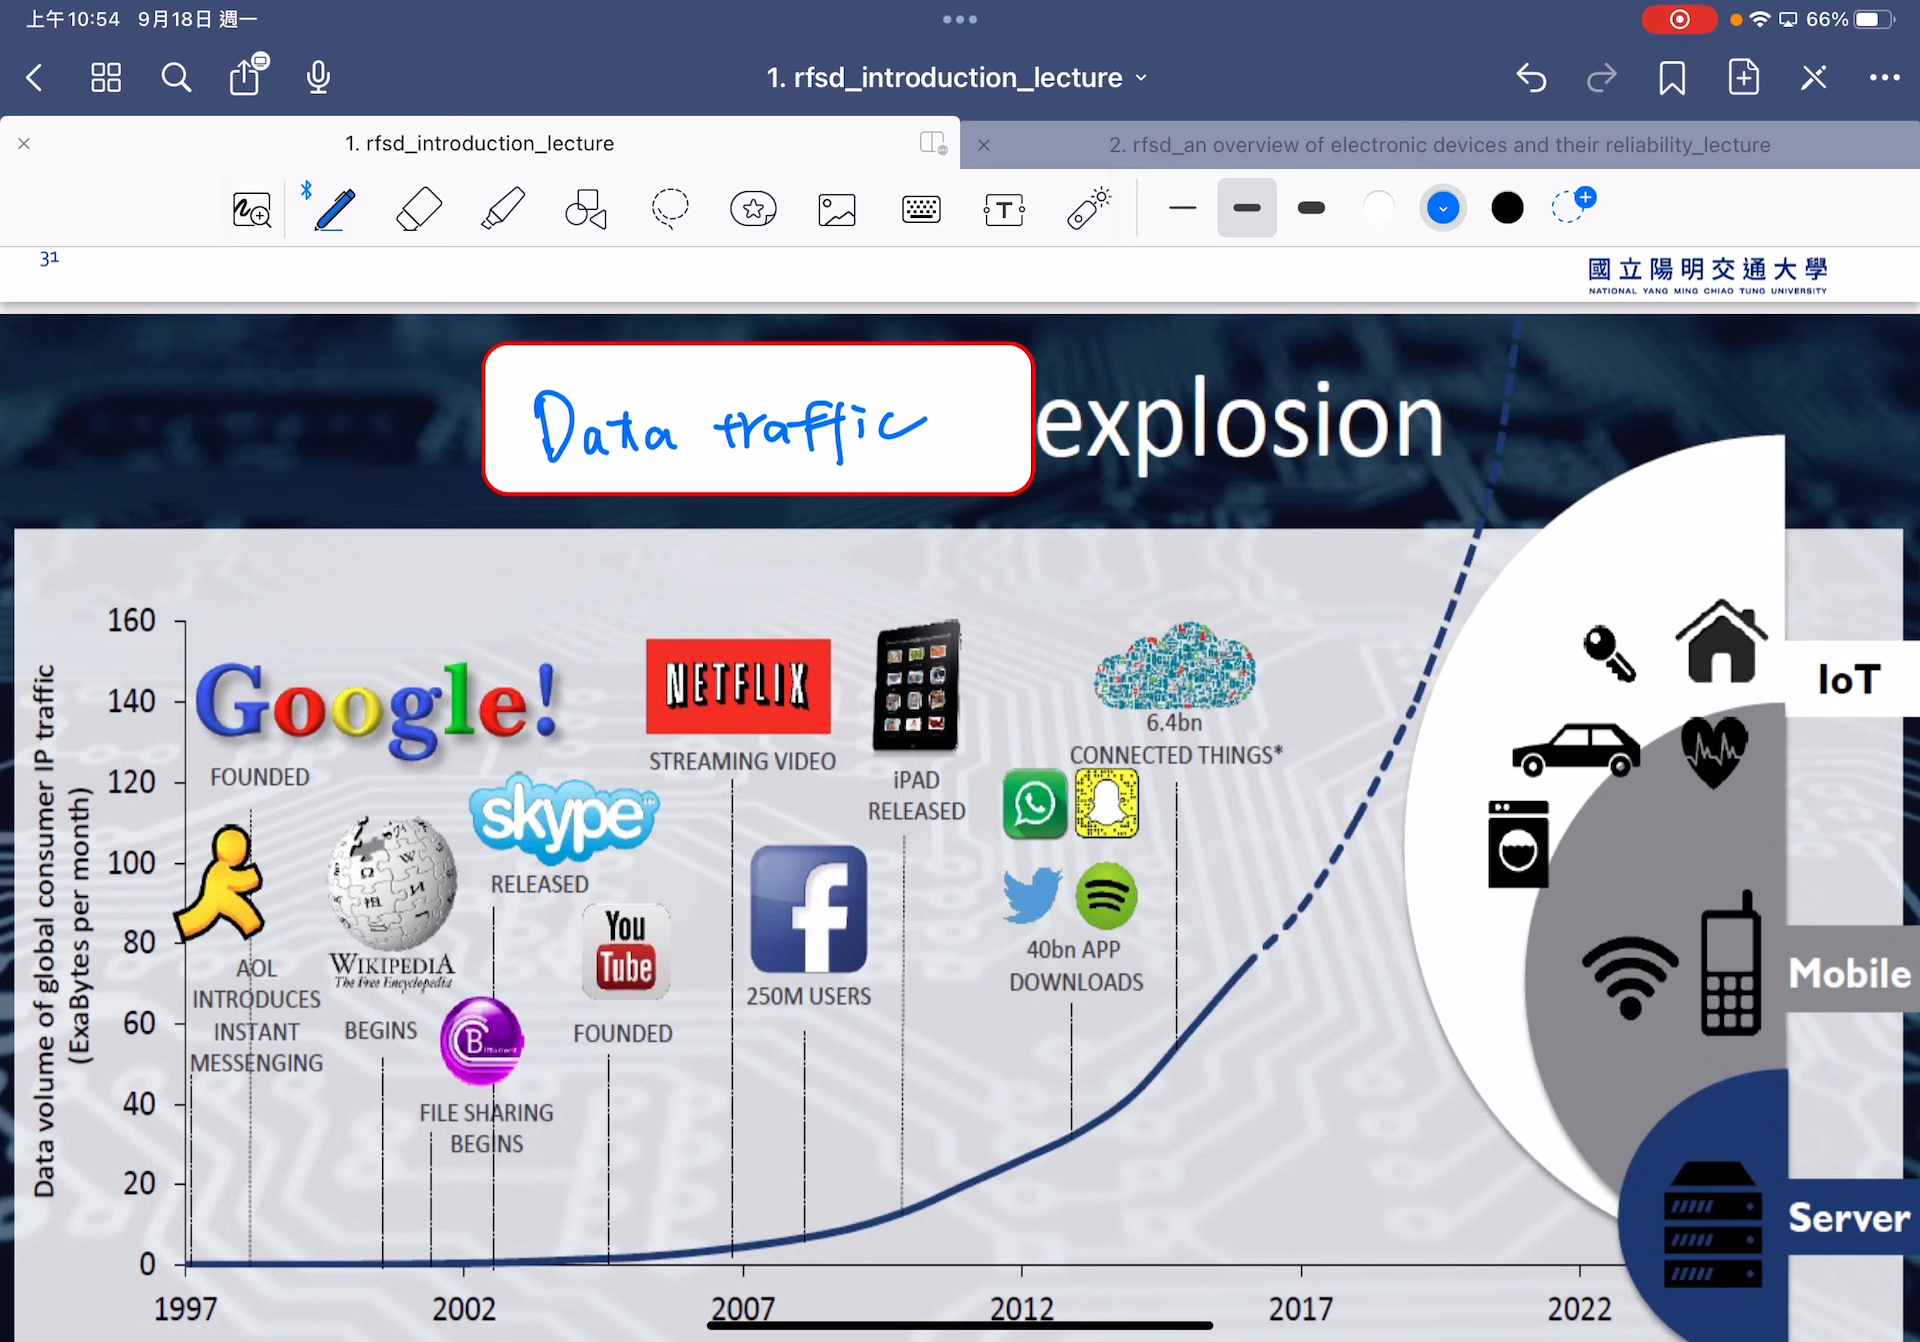 上午10:54 9月18日 週一
66%
1. rfsd_introduction_lecture
1. rfsd_introduction_lecture
2. rfsd_an overview of electronic devices and their reliability_lecture
T
31
國立陽明交通大學
NATIONAL YANG MING CHIAO TUNG UNIVERSITY
Data traffic explosion
Data volume of global consumer IP traffic
(ExaBytes per month)
160
140
120
100
80
60
40
20
0
1997
2002
2007
2012
2017
2022
Google!
FOUNDED
AOL
INTRODUCES
INSTANT
MESSENGING
WIKIPEDIA
The Free Encyclopedia
BEGINS
skype
RELEASED
FILE SHARING
BEGINS
You
Tube
FOUNDED
NETFLIX
STREAMING VIDEO
f
250M USERS
iPAD
RELEASED
6.4bn
CONNECTED THINGS*
40bn APP
DOWNLOADS
IoT
Mobile
Server